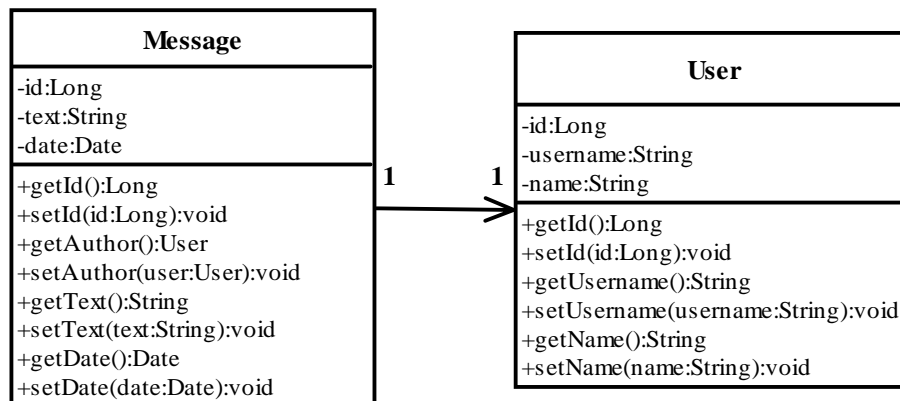 Message
-id:Long
-text:String
-date:Date
+getId():Long
+setId(id:Long):void
+getAuthor():User
+setAuthor(user:User):void
+getText():String
+setText(text:String):void
+getDate():Date
+setDate(date:Date):void
1
1
User
-id:Long
-username:String
-name:String
+getId():Long
+setId(id:Long):void
+getUsername():String
+setUsername(username:String):void
+getName():String
+setName(name:String):void